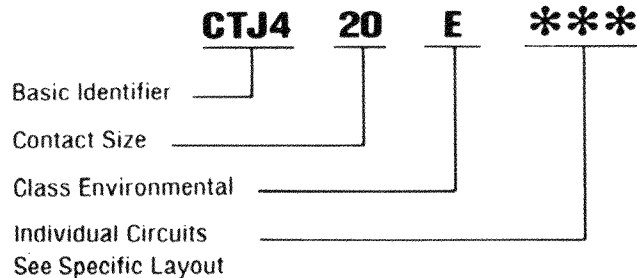 CTJ4 20 E ***
Basic Identifier
Contact Size
Class Environmental
Individual Circuits
See Specific Layout